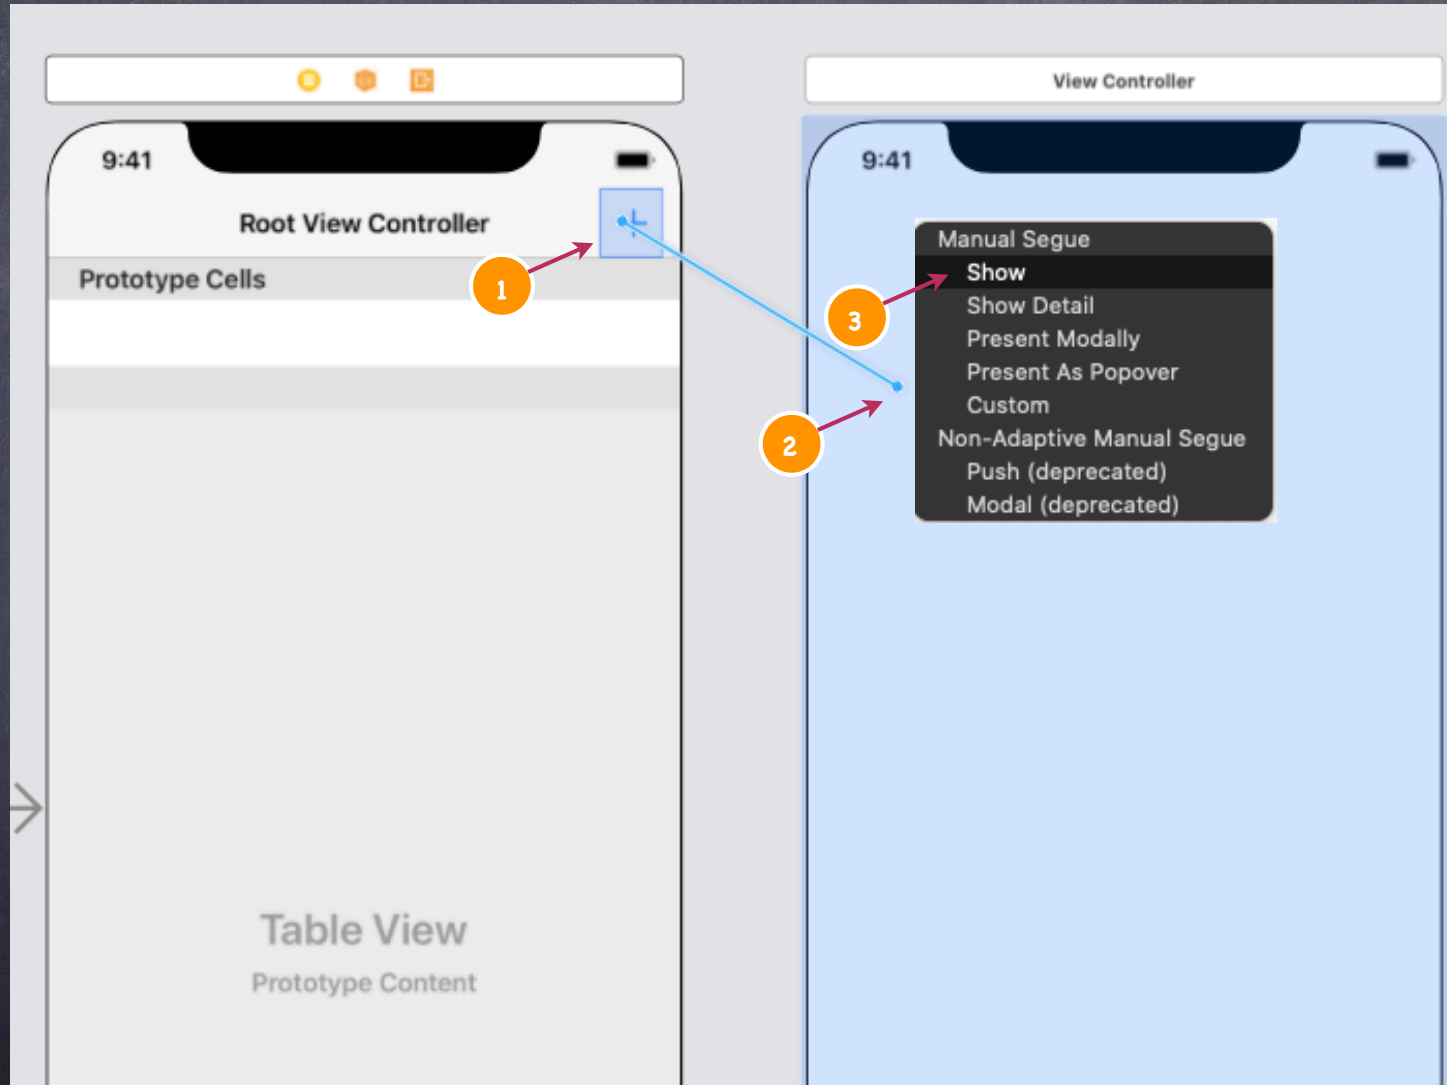 View Controller
9:41
9:41
Root View Controller
Prototype Cells
1
2
3
Manual Segue
Show
Show Detail
Present Modally
Present As Popover
Custom
Non-Adaptive Manual Segue
Push (deprecated)
Modal (deprecated)
Table View
Prototype Content